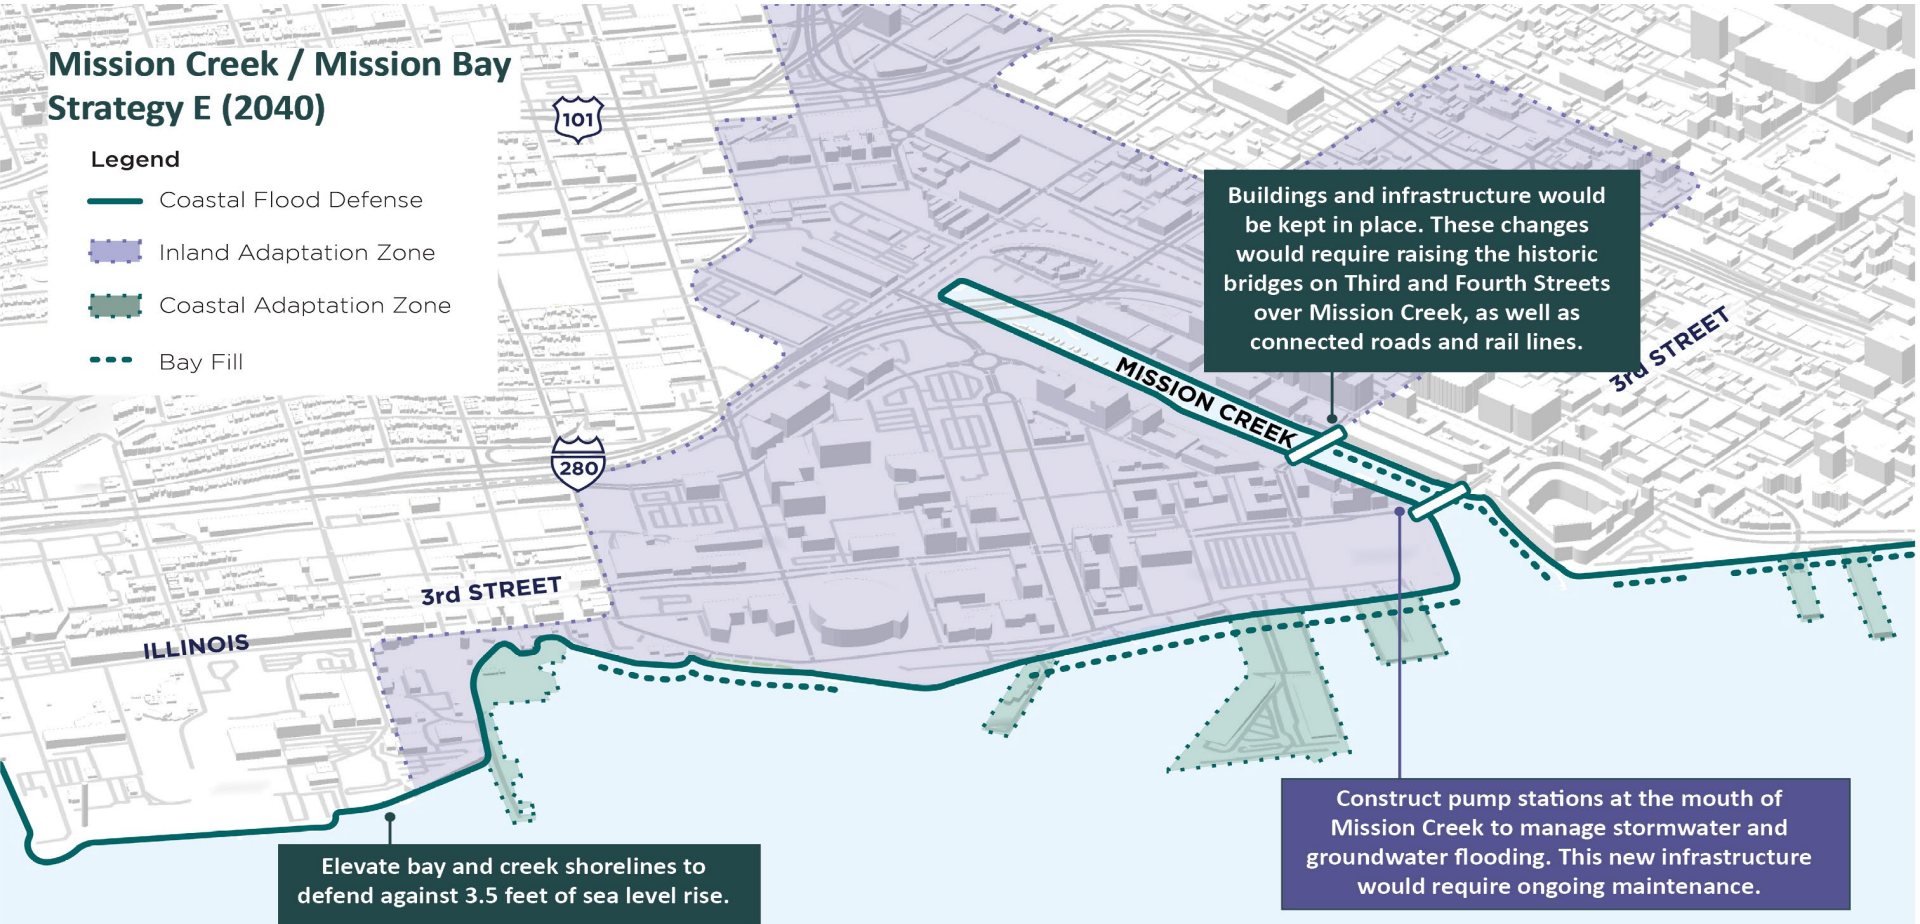 Mission Creek / Mission Bay
Strategy E (2040)
Legend
Coastal Flood Defense
Inland Adaptation Zone
Coastal Adaptation Zone
Bay Fill
101
Buildings and infrastructure would
be kept in place. These changes
would require raising the historic
bridges on Third and Fourth Streets
over Mission Creek, as well as
connected roads and rail lines.
3rd STREET
MISSION CREEK
280
3rd STREET
ILLINOIS
Construct pump stations at the mouth of
Mission Creek to manage stormwater and
groundwater flooding. This new infrastructure
would require ongoing maintenance.
Elevate bay and creek shorelines to
defend against 3.5 feet of sea level rise.